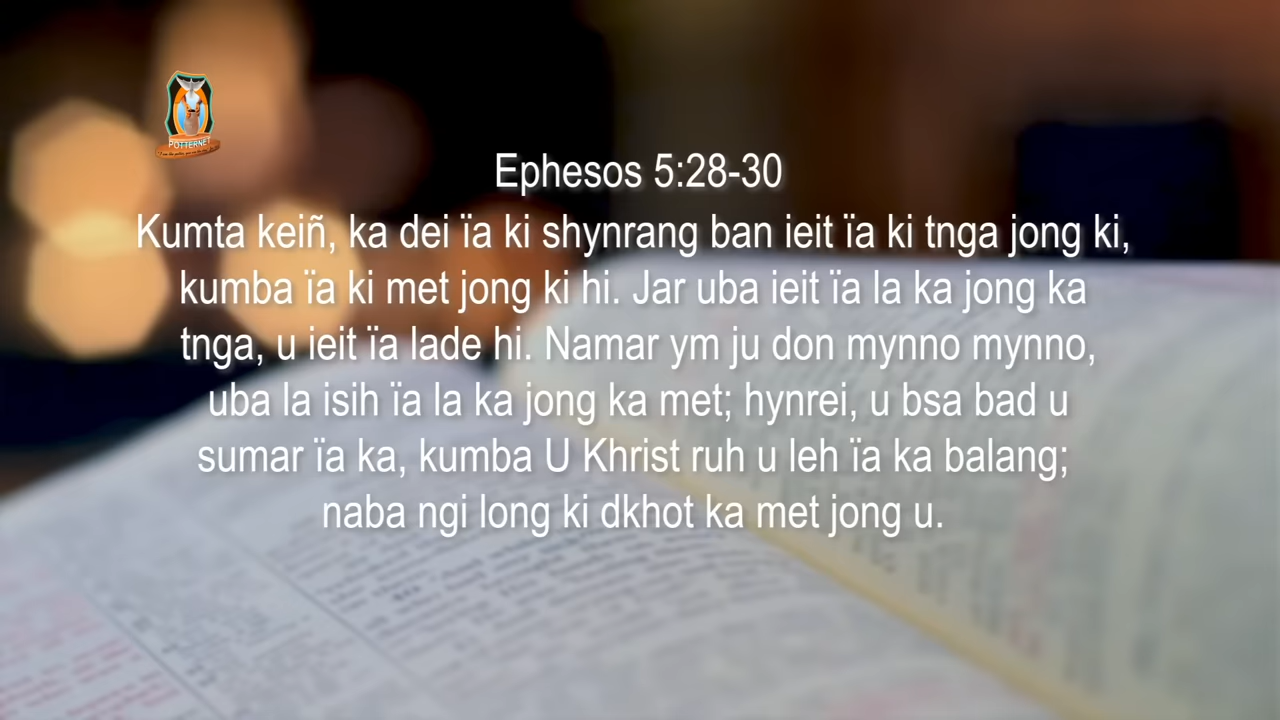 POTTERNET
Ephesos 5:28-30
Kumta keiñ, ka dei ïa ki shynrang ban ieit ïa ki tnga jong ki,
kumba ïa ki met jong ki hi. Jar uba ieit ïa la ka jong ka
tnga, u ieit ïa lade hi. Namar ym ju don mynno mynno,
uba la isih ïa la ka jong ka met; hynrei, u bsa bad u
sumar ïa ka, kumba U Khrist ruh u leh ïa ka balang;
naba ngi long ki dkhot ka met jong u.